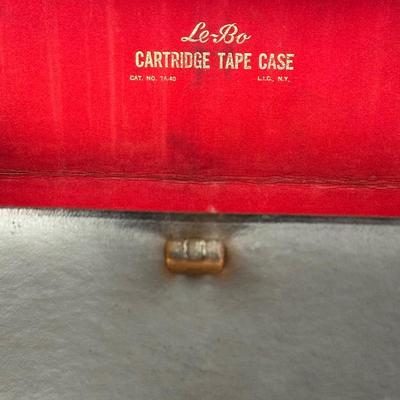 Le-Bo
CARTRIDGE TAPE CASE
CAT. NO. TA-40 L.I.C., N.Y.